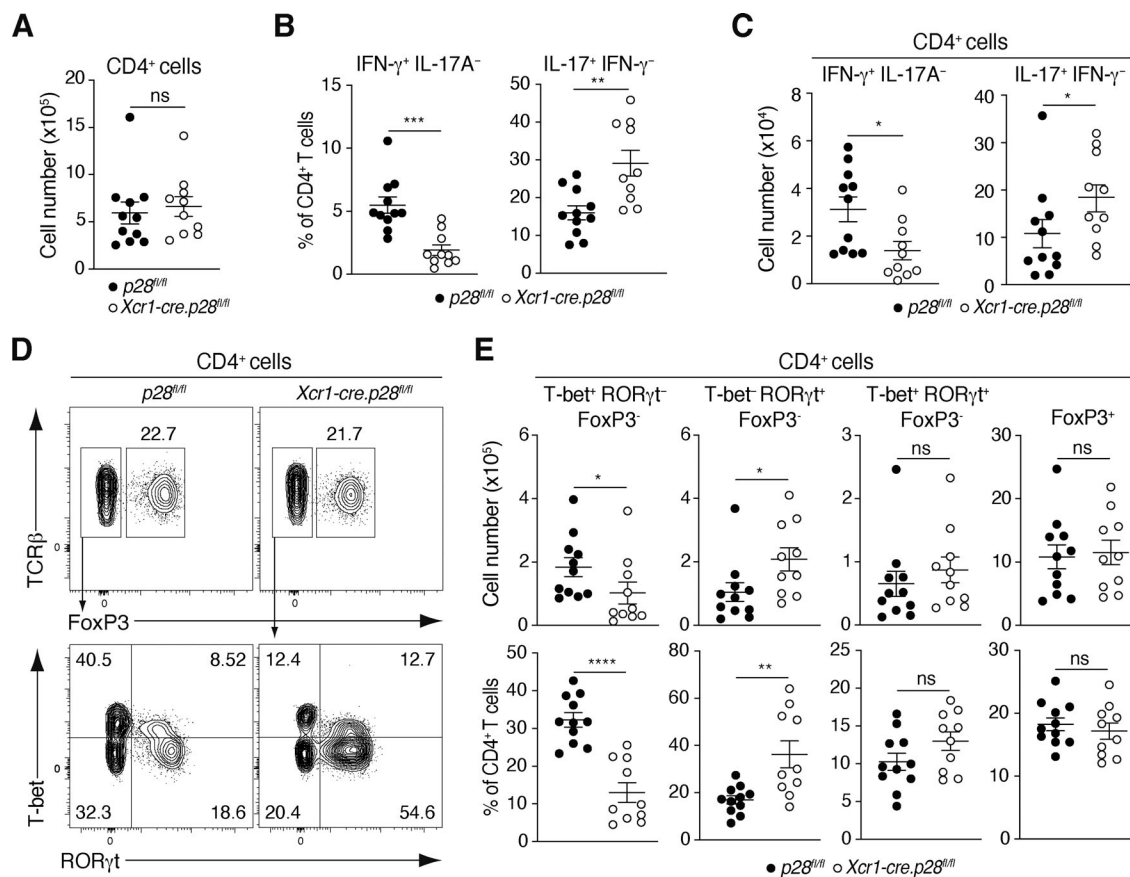 A
CD4⁺ cells
ns
Cell number (x10⁵)
20
15
10
5
0
● p28fl/fl
○ Xcr1-cre.p28fl/fl
B
IFN-γ⁺ IL-17A⁻
***
% of CD4⁺ T cells
15
10
5
0
IL-17⁺ IFN-γ⁻
**
50
40
30
20
10
0
● p28fl/fl ○ Xcr1-cre.p28fl/fl
C
CD4⁺ cells
IFN-γ⁺ IL-17A⁻
*
Cell number (x10⁴)
8
6
4
2
0
IL-17⁺ IFN-γ⁻
*
40
30
20
10
0
● p28fl/fl ○ Xcr1-cre.p28fl/fl
D
CD4⁺ cells
p28fl/fl
Xcr1-cre.p28fl/fl
22.7
21.7
TCRβ
0
0
0
FoxP3
40.5
8.52
12.4
12.7
T-bet
0
32.3
18.6
20.4
54.6
0
0
RORγt
E
CD4⁺ cells
T-bet⁺ RORγt⁻
FoxP3⁻
T-bet⁻ RORγt⁺
FoxP3⁻
T-bet⁺ RORγt⁺
FoxP3⁻
FoxP3⁺
Cell number (x10⁵)
6
4
2
0
*
6
4
2
0
*
3
2
1
0
ns
30
20
10
0
ns
% of CD4⁺ T cells
50
40
30
20
10
0
****
80
60
40
20
0
**
25
20
15
10
5
0
ns
30
20
10
0
ns
● p28fl/fl ○ Xcr1-cre.p28fl/fl